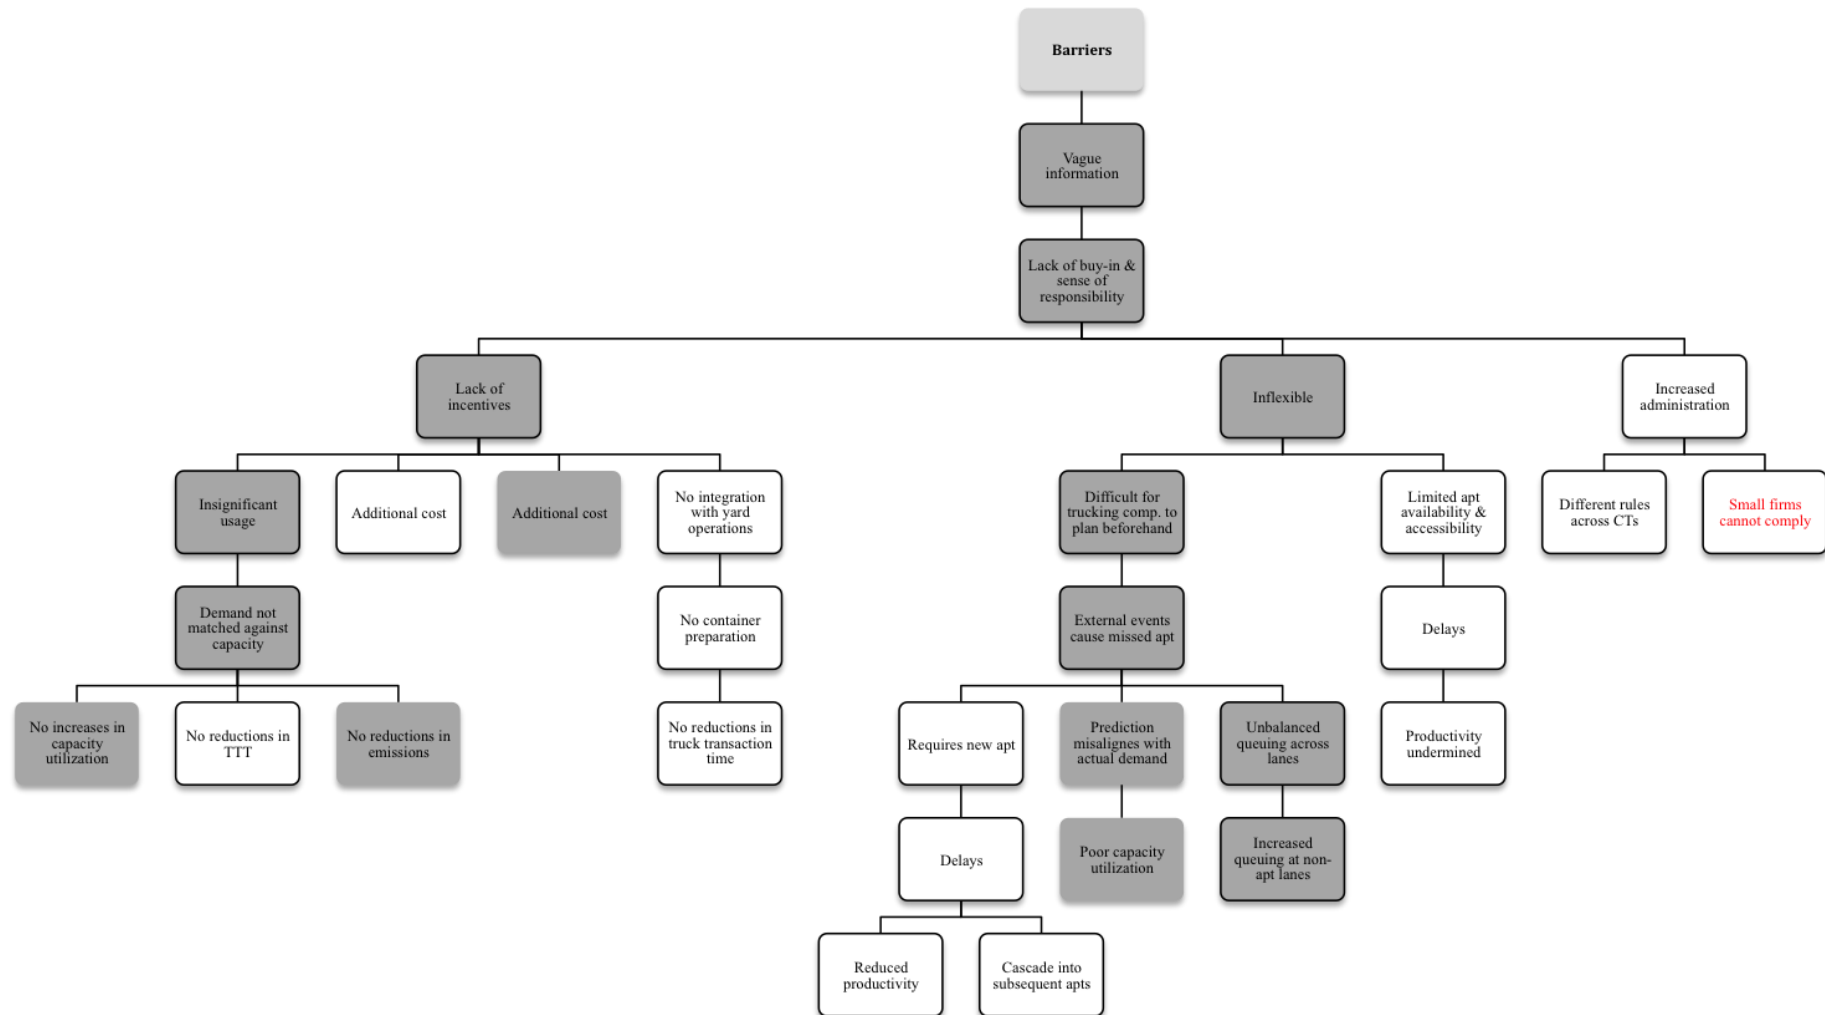 Barriers
Vague
information
Lack of buy-in &
sense of
responsibility
Lack of
incentives
Inflexible
Increased
administration
Insignificant
usage
Additional cost
Additional cost
No integration
with yard
operations
Difficult for
trucking comp. to
plan beforehand
Limited apt
availability &
accessibility
Different rules
across CTs
Small firms
cannot comply
Demand not
matched against
capacity
No container
preparation
External events
cause missed apt
Delays
No increases in
capacity
utilization
No reductions in
TTT
No reductions in
emissions
No reductions in
truck transaction
time
Requires new apt
Prediction
misalignes with
actual demand
Unbalanced
queuing across
lanes
Productivity
undermined
Delays
Poor capacity
utilization
Increased
queuing at non-
apt lanes
Reduced
productivity
Cascade into
subsequent apts